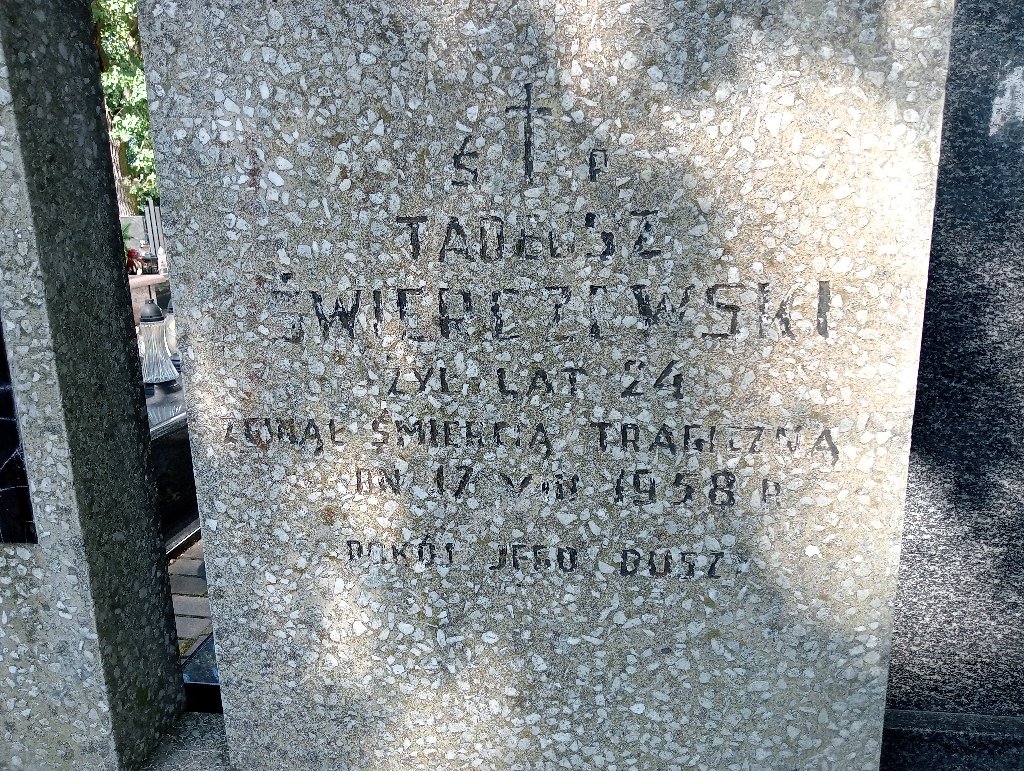 Ś P
TADEUSZ
ŚWIERCZEWSKI
ŻYŁ LAT 24
ZGINĄŁ ŚMIERCIĄ TRAGICZNĄ
DN 17 VIII 1958 R
POKÓJ JEGO DUSZY